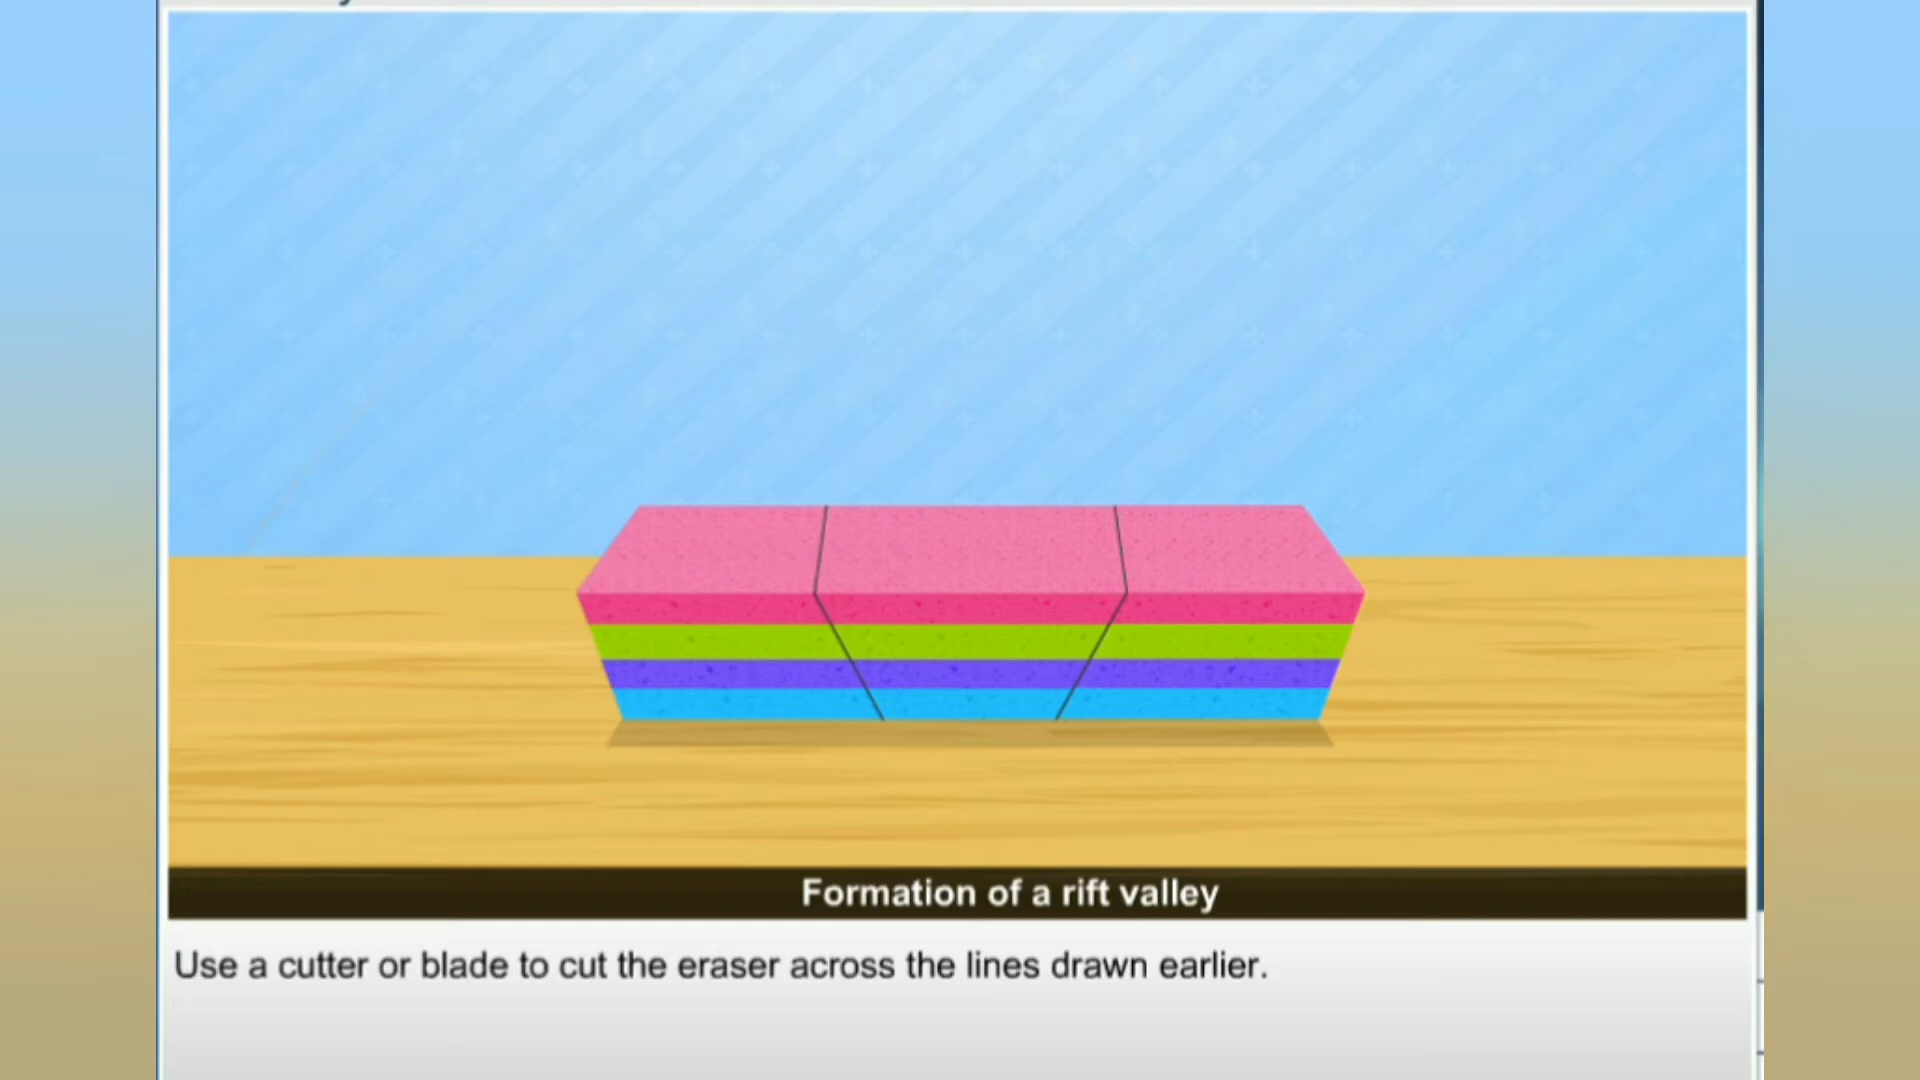 Formation of a rift valley
Use a cutter or blade to cut the eraser across the lines drawn earlier.